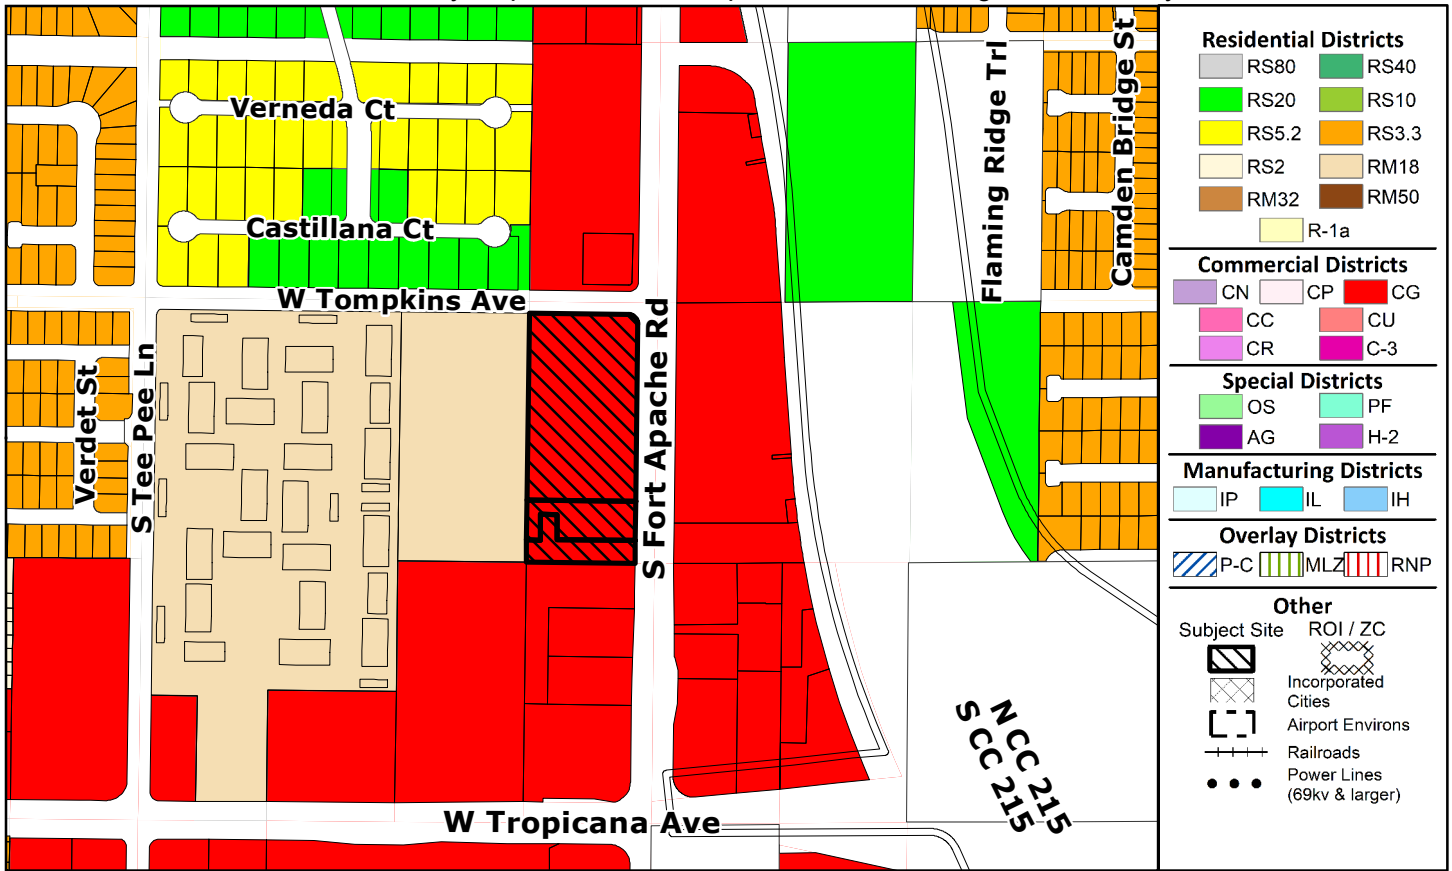 Verneda Ct
Castillana Ct
W Tompkins Ave
Verdet St
S Tee Pee Ln
S Fort Apache Rd
Flaming Ridge Trl
Camden Bridge St
N CC 215
S CC 215
W Tropicana Ave
Residential Districts
RS80 RS40
RS20 RS10
RS5.2 RS3.3
RS2 RM18
RM32 RM50
R-1a
Commercial Districts
CN CP CG
CC CU
CR C-3
Special Districts
OS PF
AG H-2
Manufacturing Districts
IP IL IH
Overlay Districts
P-C MLZ RNP
Other
Subject Site ROI / ZC
Incorporated
Cities
Airport Environs
Railroads
Power Lines
(69kv & larger)